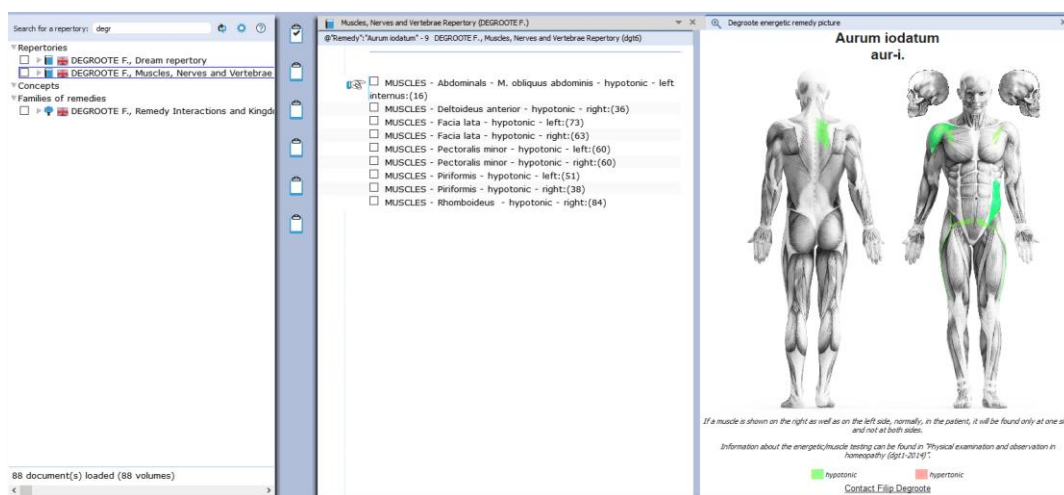 Search for a repertory: degr
Repertories
DEGROOTE F., Dream repertory
DEGROOTE F., Muscles, Nerves and Vertebrae
Concepts
Families of remedies
DEGROOTE F., Remedy Interactions and Kingd
88 document(s) loaded (88 volumes)
Muscles, Nerves and Vertebrae Repertory (DEGROOTE F.)
@"Remedy":"Aurum iodatum" - 9 DEGROOTE F., Muscles, Nerves and Vertebrae Repertory (dgt6)
MUSCLES - Abdominals - M. obliquus abdominis - hypotonic - left
internus:(16)
MUSCLES - Deltoideus anterior - hypotonic - right:(36)
MUSCLES - Facia lata - hypotonic - left:(73)
MUSCLES - Facia lata - hypotonic - right:(63)
MUSCLES - Pectoralis minor - hypotonic - left:(60)
MUSCLES - Pectoralis minor - hypotonic - right:(60)
MUSCLES - Piriformis - hypotonic - left:(51)
MUSCLES - Piriformis - hypotonic - right:(38)
MUSCLES - Rhomboideus - hypotonic - right:(84)
Degroote energetic remedy picture
Aurum iodatum
aur-i.
If a muscle is shown on the right as well as on the left side, normally, in the patient, it will be found only at one si
and not at both sides.
Information about the energetic/muscle testing can be found in "Physical examination and observation in
homeopathy (dgt1-2014)".
hypotonic hypertonic
Contact Filip Degroote